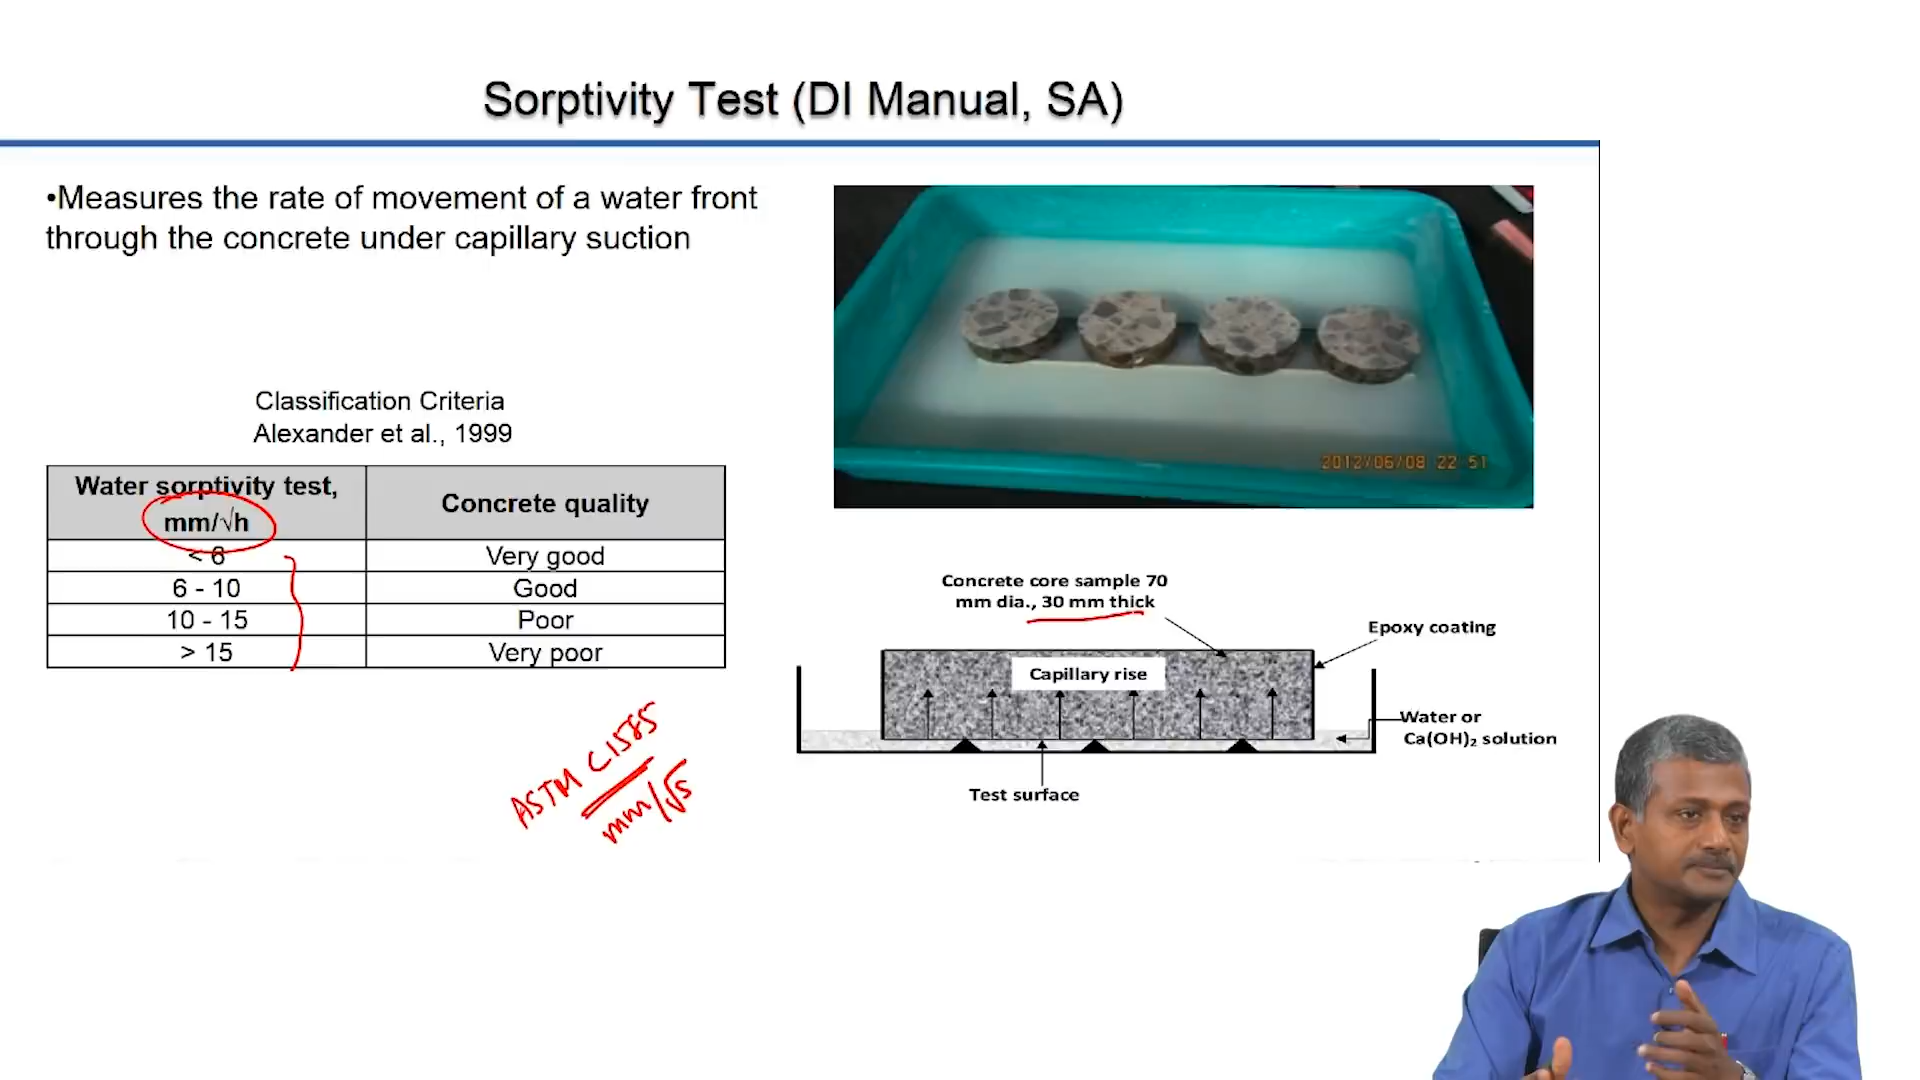 Sorptivity Test (DI Manual, SA)
•Measures the rate of movement of a water front
through the concrete under capillary suction
Classification Criteria
Alexander et al., 1999
Water sorptivity test,
mm/√h
Concrete quality
< 6
Very good
6 - 10
Good
10 - 15
Poor
> 15
Very poor
ASTM C1585
mm/√s
2012/06/08 22 51
Concrete core sample 70
mm dia., 30 mm thick
Epoxy coating
Capillary rise
Water or
Ca(OH)₂ solution
Test surface